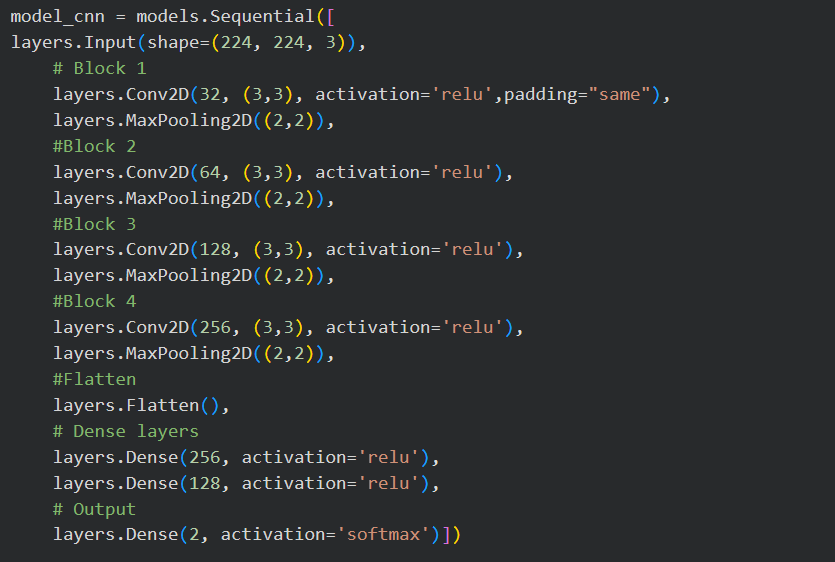 model_cnn = models.Sequential([
layers.Input(shape=(224, 224, 3)),
    # Block 1
    layers.Conv2D(32, (3,3), activation='relu',padding="same"),
    layers.MaxPooling2D((2,2)),
    #Block 2
    layers.Conv2D(64, (3,3), activation='relu'),
    layers.MaxPooling2D((2,2)),
    #Block 3
    layers.Conv2D(128, (3,3), activation='relu'),
    layers.MaxPooling2D((2,2)),
    #Block 4
    layers.Conv2D(256, (3,3), activation='relu'),
    layers.MaxPooling2D((2,2)),
    #Flatten
    layers.Flatten(),
    # Dense layers
    layers.Dense(256, activation='relu'),
    layers.Dense(128, activation='relu'),
    # Output
    layers.Dense(2, activation='softmax')])